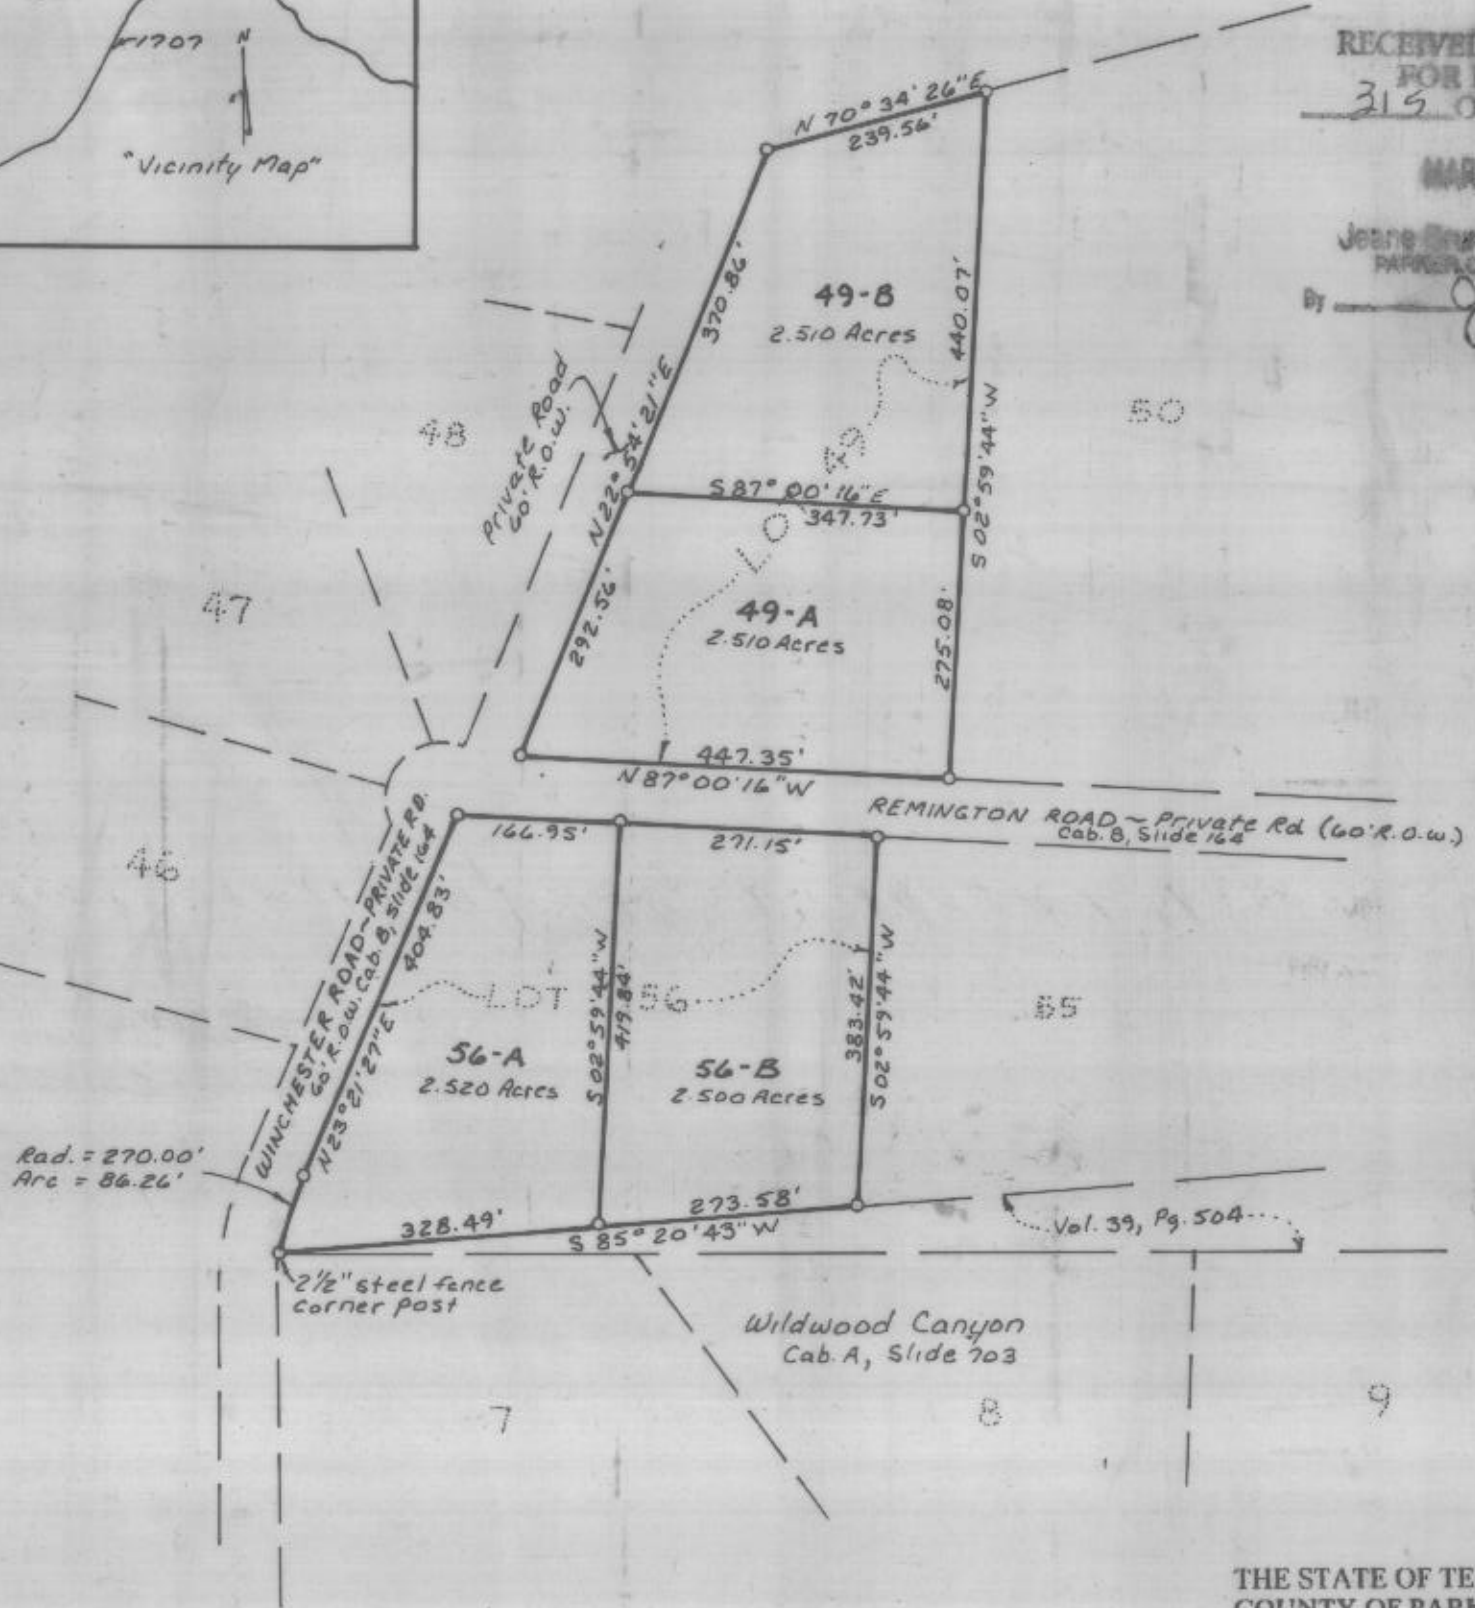 1707
N
"Vicinity Map"
RECEIVED
FOR
315
By
N 70° 34' 26" E
239.56'
370.86'
49-B
2.510 Acres
440.07'
Private Road
60' R.O.W.
N 22° 54' 21" E
48
50
S 87° 00' 16" E
347.73'
S 02° 59' 44" W
LOT 49
47
292.56'
49-A
2.510 Acres
275.08'
447.35'
N 87° 00' 16" W
REMINGTON ROAD ~ Private Rd (60' R.O.W.)
Cab. B, Slide 164
166.95'
271.15'
46
WINCHESTER ROAD ~ PRIVATE RD.
60' R.O.W. Cab. B, Slide 164
404.83'
N 23° 21' 27" E
LOT 56
S 02° 59' 44" W
419.84'
383.42'
S 02° 59' 44" W
55
56-A
2.520 Acres
56-B
2.500 Acres
Rad. = 270.00'
Arc = 86.26'
328.49'
273.58'
S 85° 20' 43" W
Vol. 39, Pg. 504
2½" steel fence
corner post
Wildwood Canyon
Cab. A, Slide 703
7
8
9
THE STATE OF TE
COUNTY OF PAR